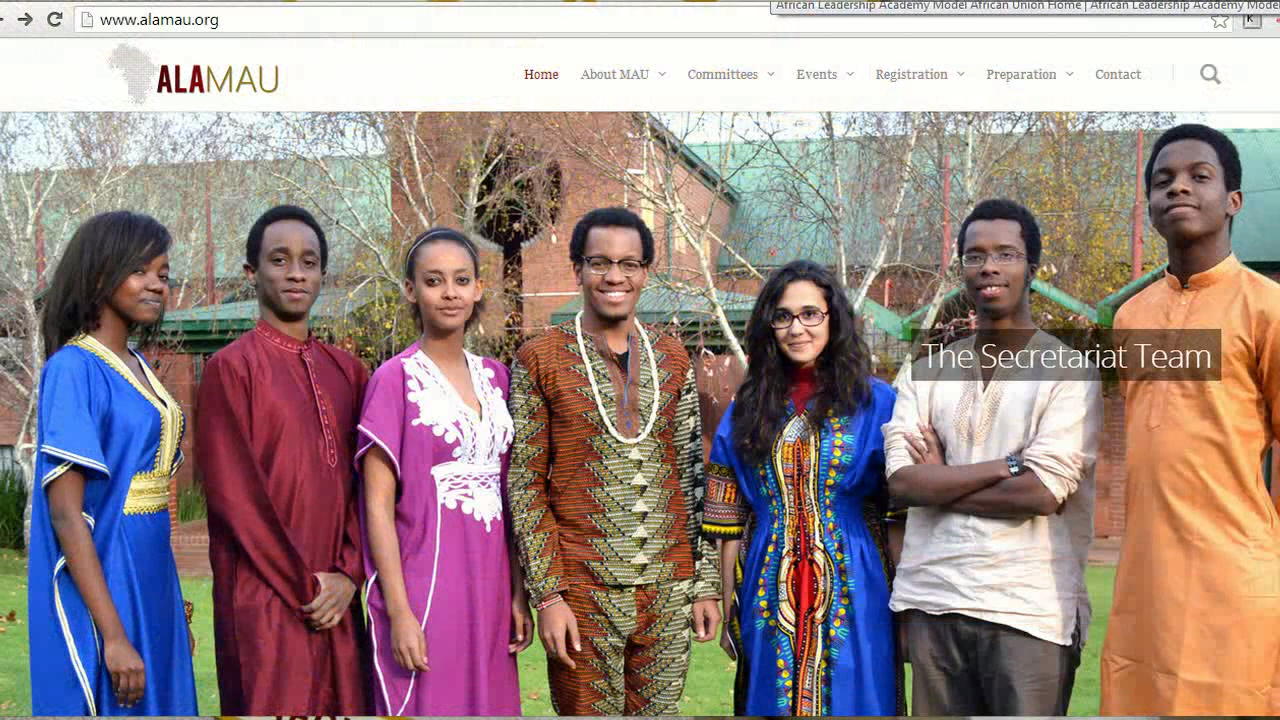 African Leadership Academy Model African Union Home | African Leadership Academy Model
www.alamau.org
ALAMAU
Home About MAU Committees Events Registration Preparation Contact
The Secretariat Team